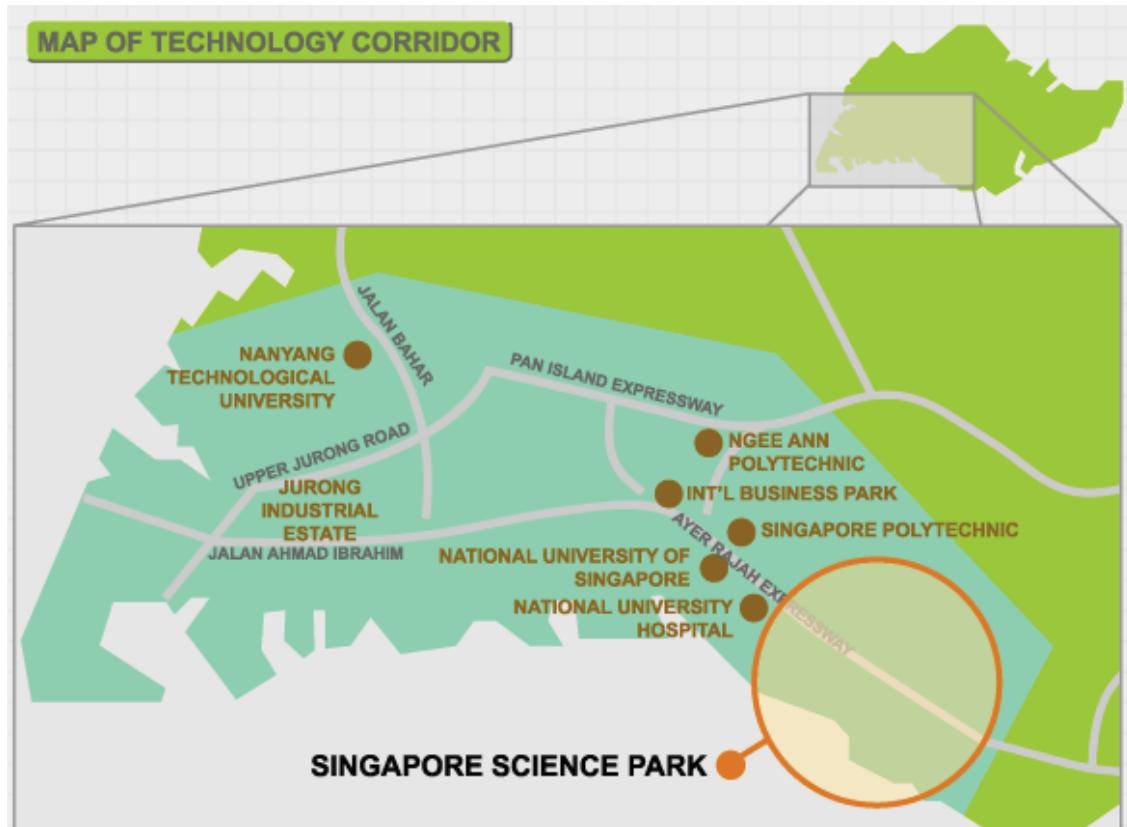 MAP OF TECHNOLOGY CORRIDOR
JALAN BAHAR
NANYANG
TECHNOLOGICAL
UNIVERSITY
PAN ISLAND EXPRESSWAY
UPPER JURONG ROAD
NGEE ANN
POLYTECHNIC
JURONG
INDUSTRIAL
ESTATE
INT'L BUSINESS PARK
SINGAPORE POLYTECHNIC
JALAN AHMAD IBRAHIM
AYER RAJAH EXPRESSWAY
NATIONAL UNIVERSITY OF
SINGAPORE
NATIONAL UNIVERSITY
HOSPITAL
SINGAPORE SCIENCE PARK